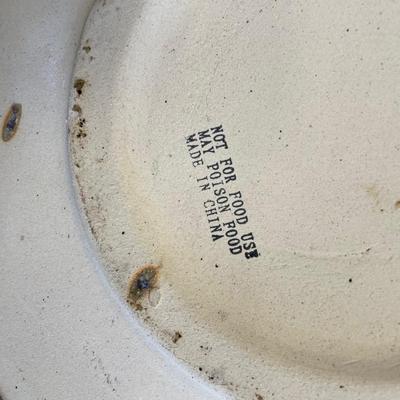 NOT FOR FOOD USE
MAY POISON FOOD
MADE IN CHINA